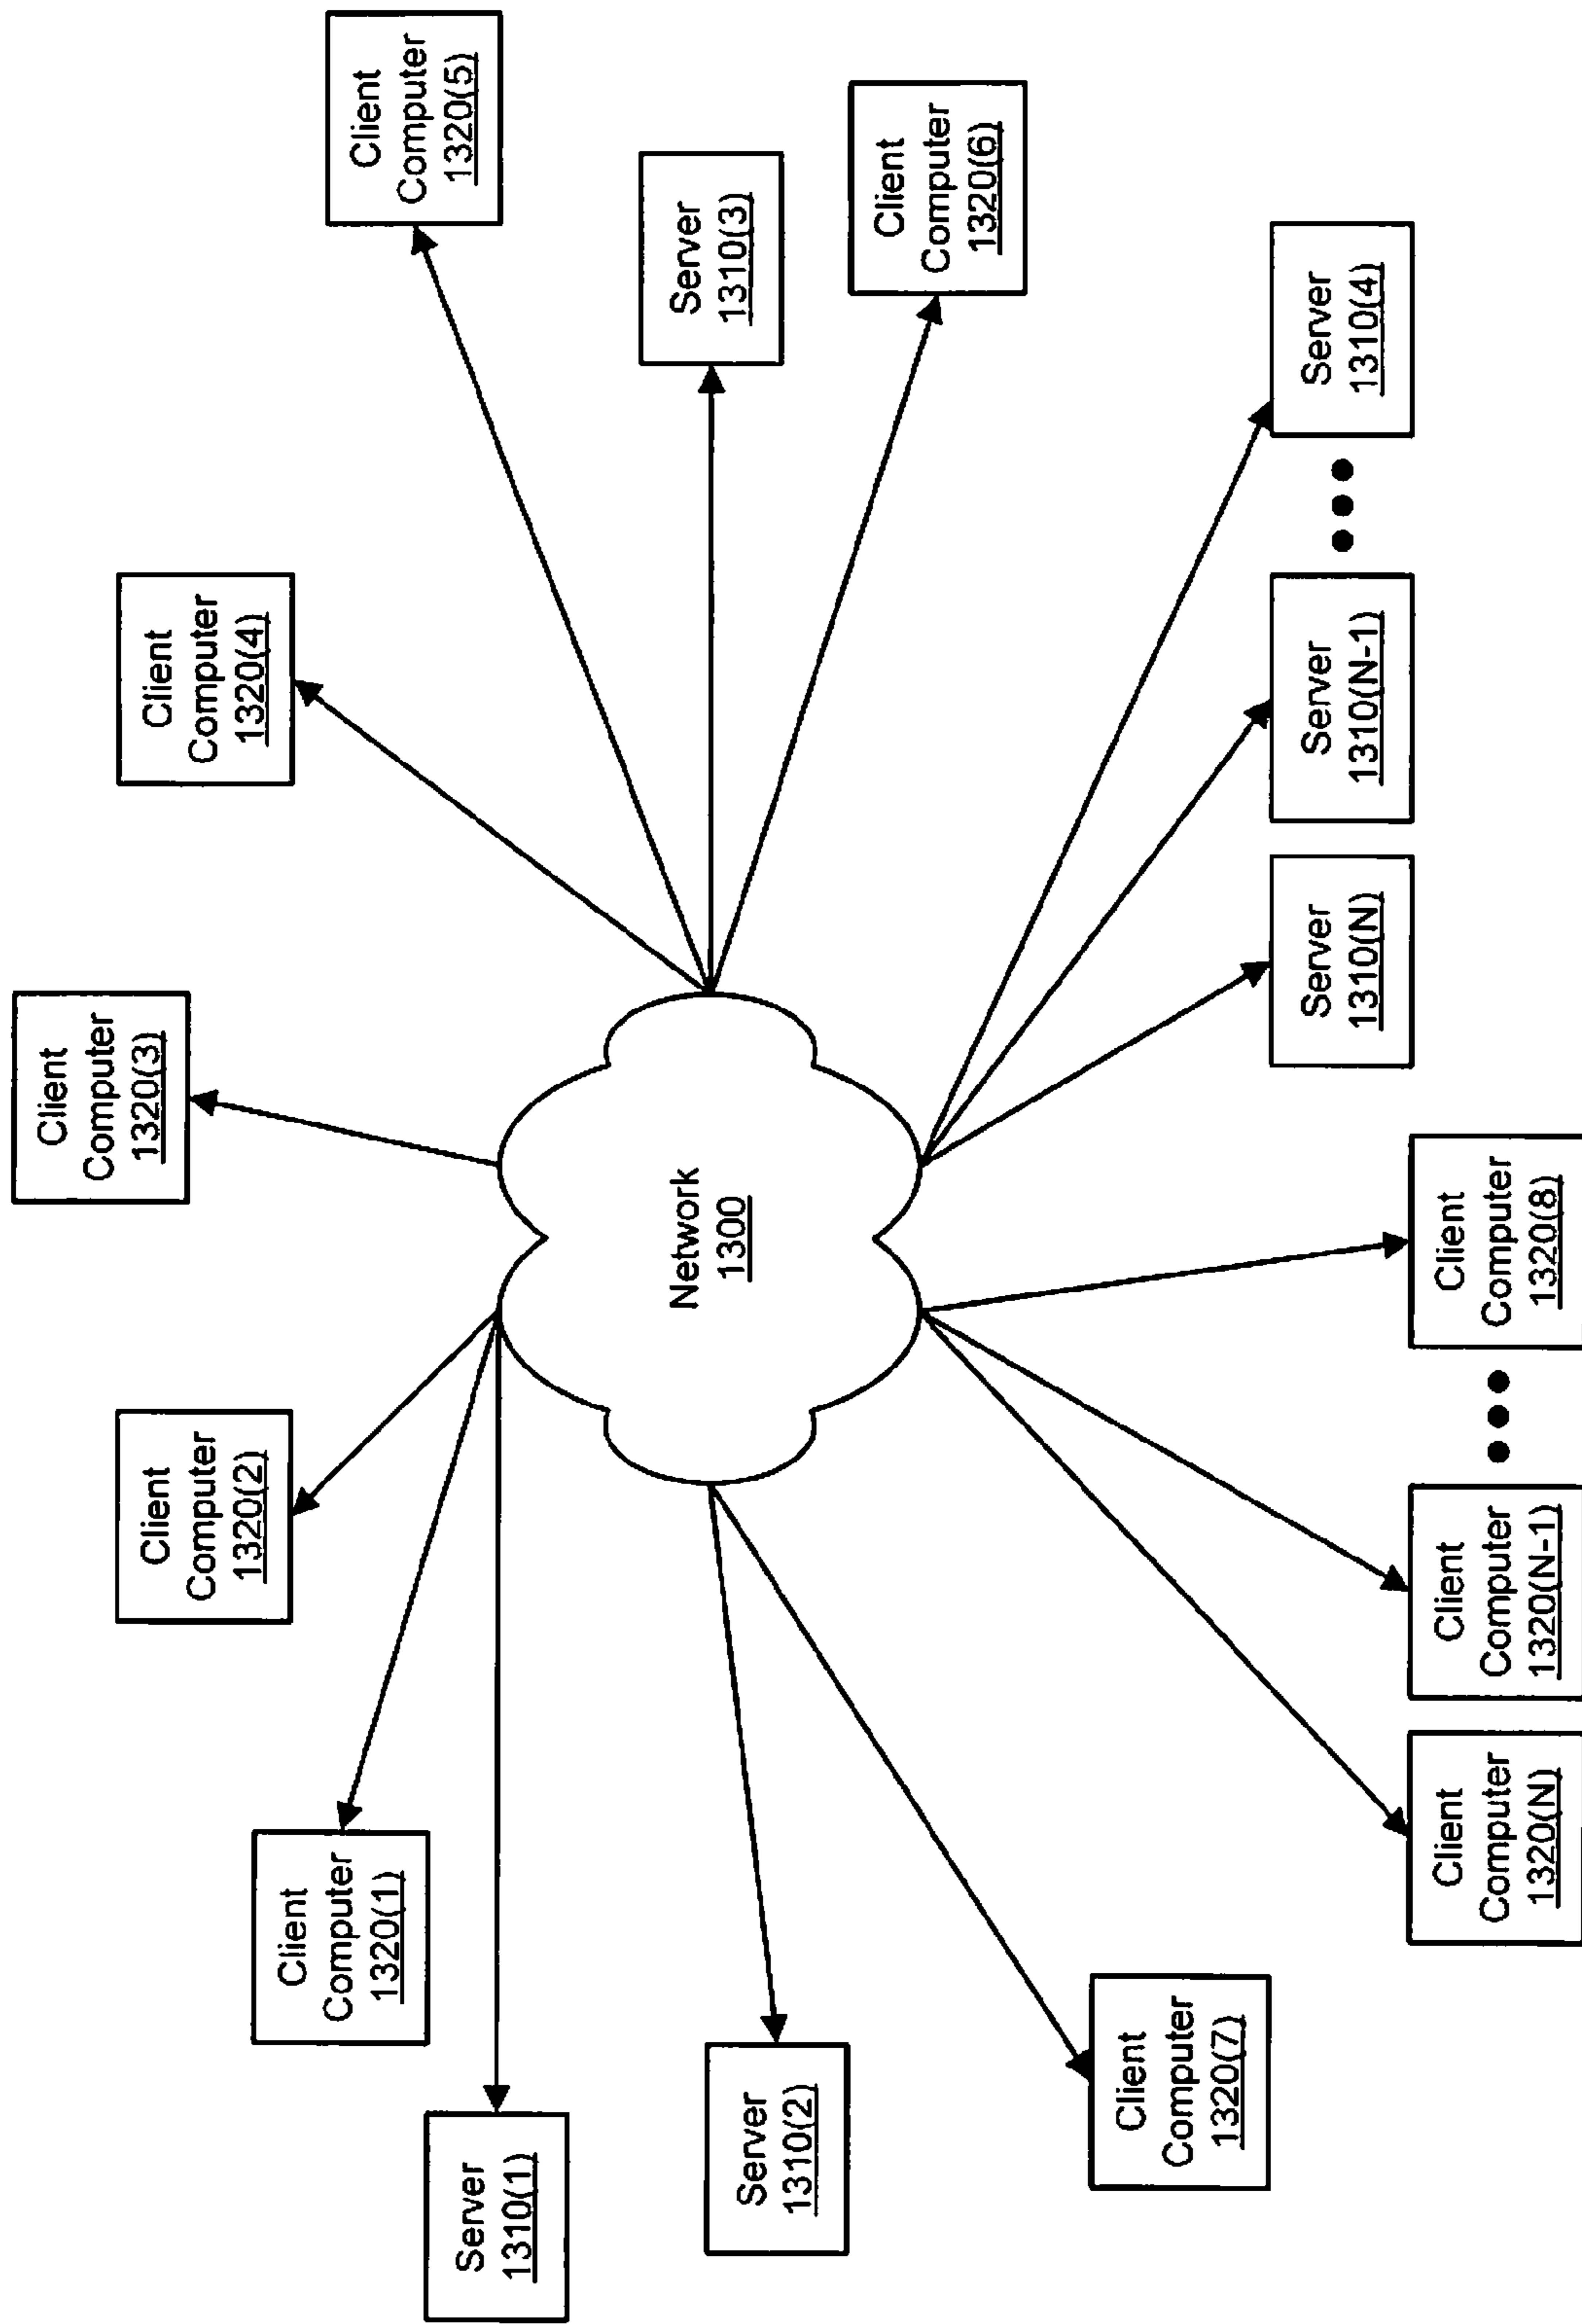 Client
Computer
1320(3)
Client
Computer
1320(2)
Client
Computer
1320(4)
Client
Computer
1320(1)
Client
Computer
1320(5)
Server
1310(1)
Server
1310(3)
Network
1300
Server
1310(2)
Client
Computer
1320(6)
Client
Computer
1320(7)
Server
1310(N)
Server
1310(N-1)
Server
1310(4)
Client
Computer
1320(N)
Client
Computer
1320(N-1)
Client
Computer
1320(8)